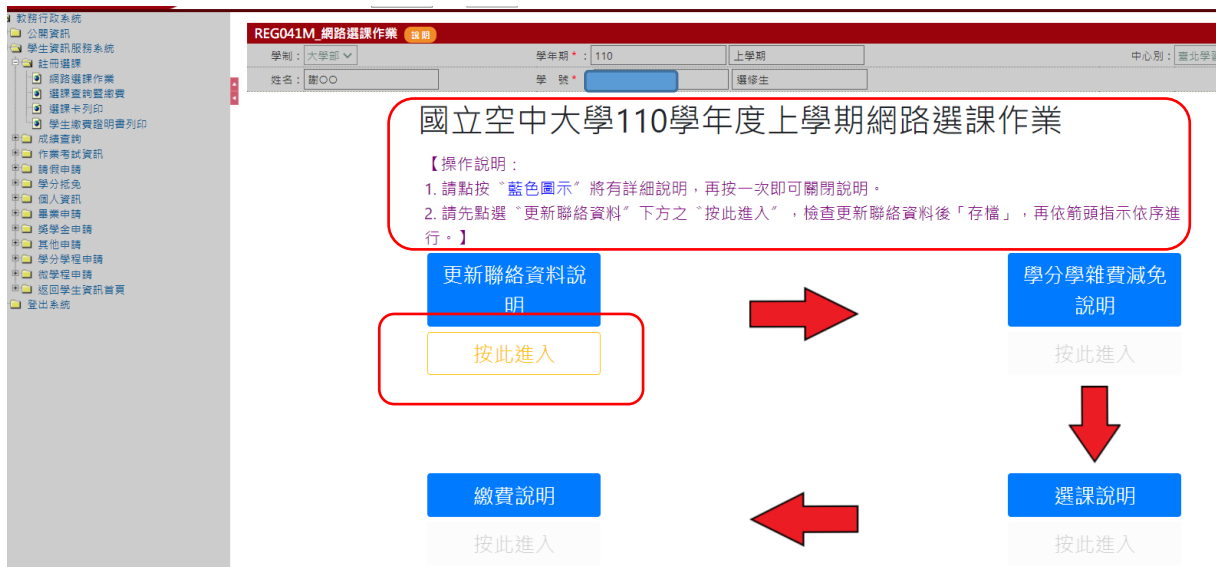 教務行政系統
公開資訊
學生資訊服務系統
註冊選課
網路選課作業
選課查詢暨繳費
選課卡列印
學生繳費證明書列印
成績查詢
作業考試資訊
請假申請
學分抵免
個人資訊
畢業申請
獎學金申請
其他申請
學分學程申請
微學程申請
返回學生資訊首頁
登出系統
REG041M_網路選課作業 說明
學制：大學部 學年期*：110 上學期 中心別：臺北學
姓名：謝○○ 學 號* 選修生
國立空中大學110學年度上學期網路選課作業
【操作說明：
1. 請點按〝藍色圖示〞將有詳細說明，再按一次即可關閉說明。
2. 請先點選〝更新聯絡資料〞下方之〝按此進入〞，檢查更新聯絡資料後「存檔」，再依箭頭指示依序進
行。】
更新聯絡資料說
明
按此進入
學分學雜費減免
說明
按此進入
繳費說明
按此進入
選課說明
按此進入